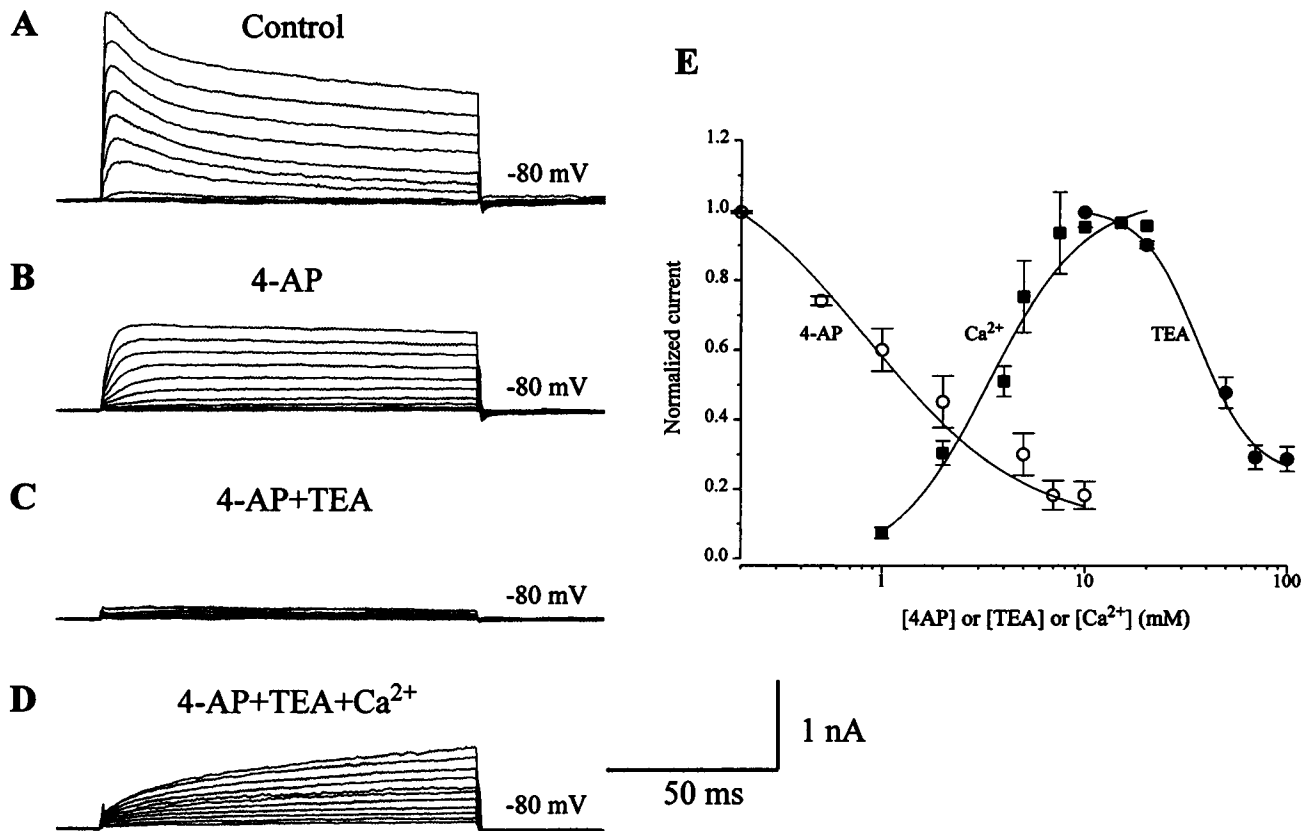 A
Control
-80 mV
B
4-AP
-80 mV
C
4-AP+TEA
-80 mV
D
4-AP+TEA+Ca²⁺
-80 mV
1 nA
50 ms
E
1.2
1.0
0.8
0.6
0.4
0.2
0.0
Normalized current
4-AP
Ca²⁺
TEA
1
10
100
[4AP] or [TEA] or [Ca²⁺] (mM)